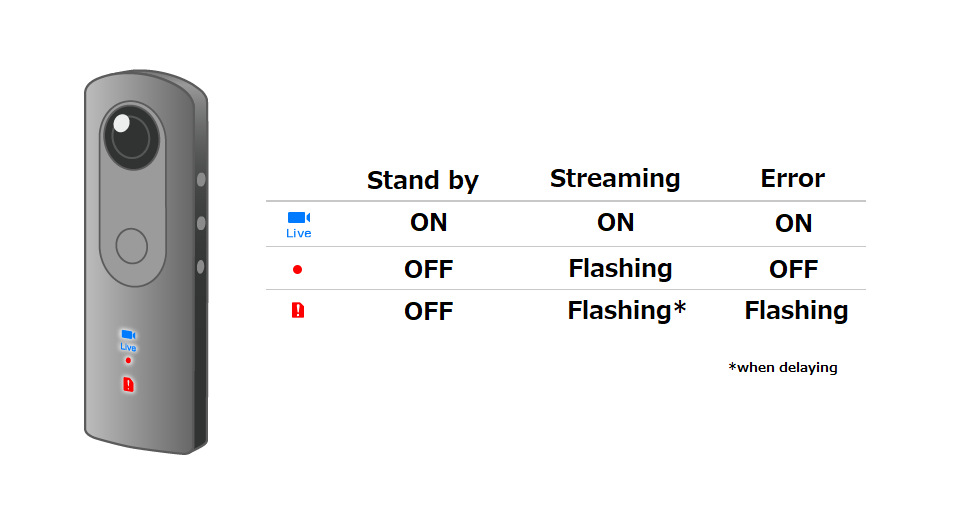 Stand by Streaming Error
Live ON ON ON
OFF Flashing OFF
OFF Flashing* Flashing
*when delaying
Live